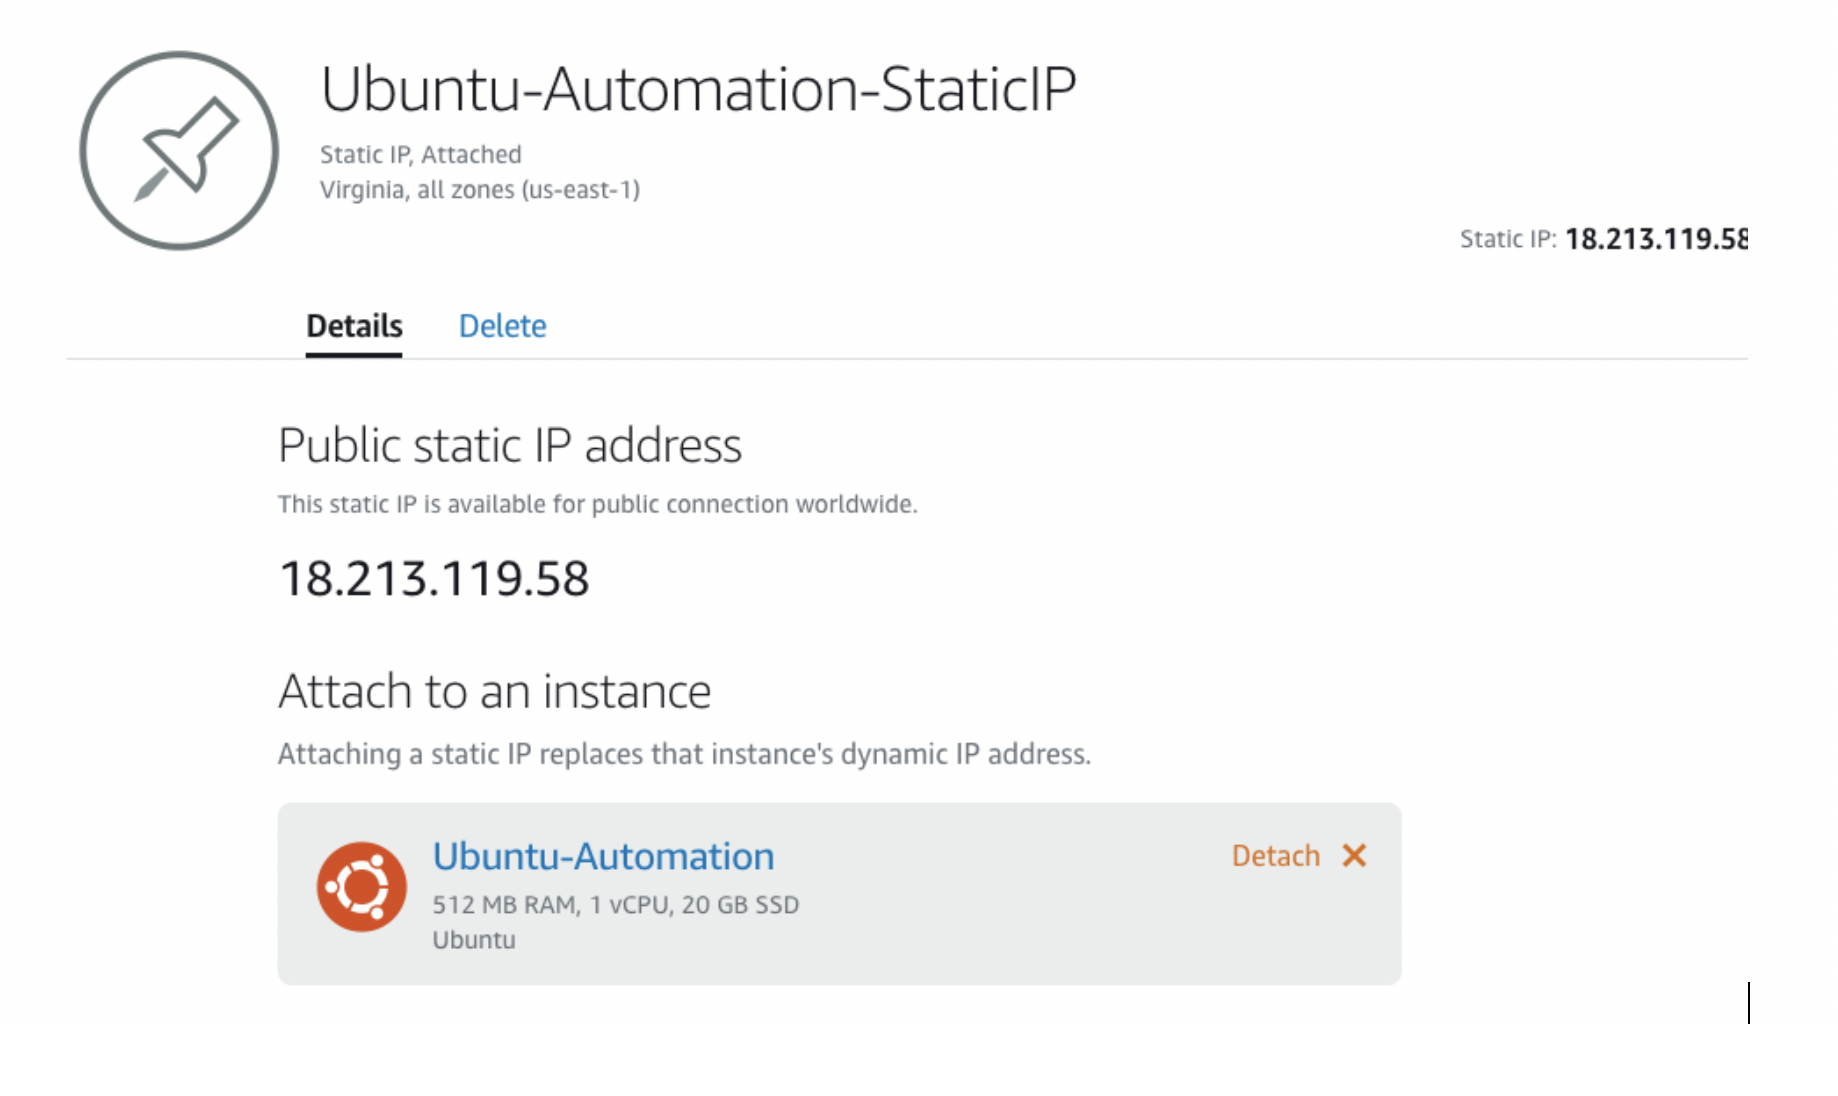 Ubuntu-Automation-StaticIP
Static IP, Attached
Virginia, all zones (us-east-1)
Static IP: 18.213.119.58
Details Delete
Public static IP address
This static IP is available for public connection worldwide.
18.213.119.58
Attach to an instance
Attaching a static IP replaces that instance's dynamic IP address.
Ubuntu-Automation Detach ✕
512 MB RAM, 1 vCPU, 20 GB SSD
Ubuntu